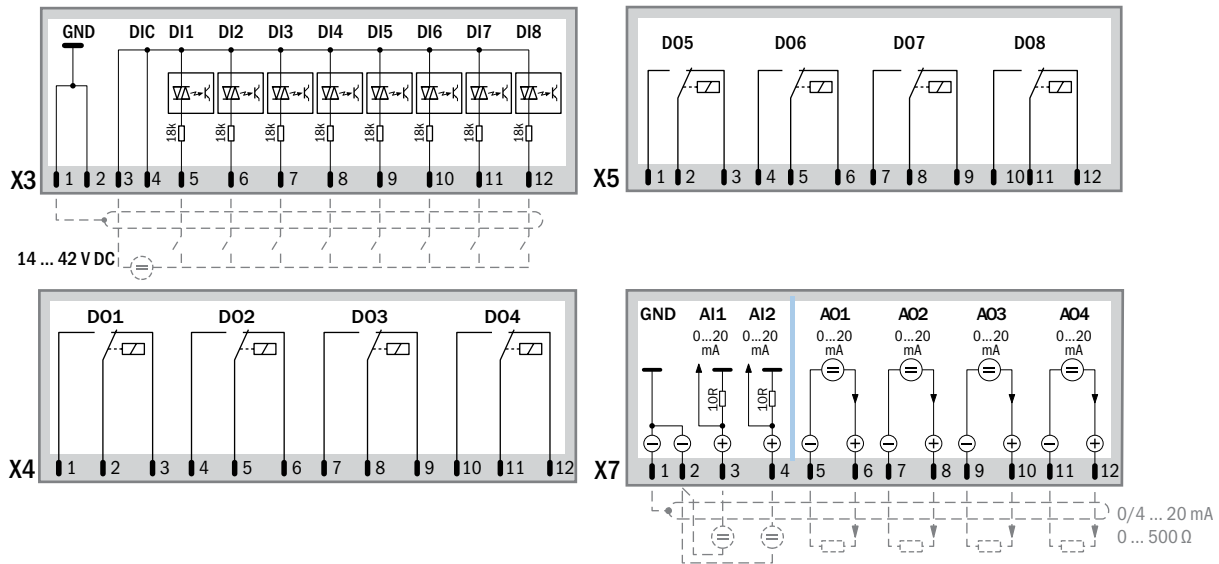 GND DIC DI1 DI2 DI3 DI4 DI5 DI6 DI7 DI8
18k 18k 18k 18k 18k 18k 18k 18k
X3 1 2 3 4 5 6 7 8 9 10 11 12
14 ... 42 V DC
DO5 DO6 DO7 DO8
X5 1 2 3 4 5 6 7 8 9 10 11 12
DO1 DO2 DO3 DO4
X4 1 2 3 4 5 6 7 8 9 10 11 12
GND AI1 AI2 AO1 AO2 AO3 AO4
0...20 0...20 0...20 0...20 0...20 0...20
mA mA mA mA mA mA
10R 10R
X7 1 2 3 4 5 6 7 8 9 10 11 12
0/4 ... 20 mA
0 ... 500 Ω